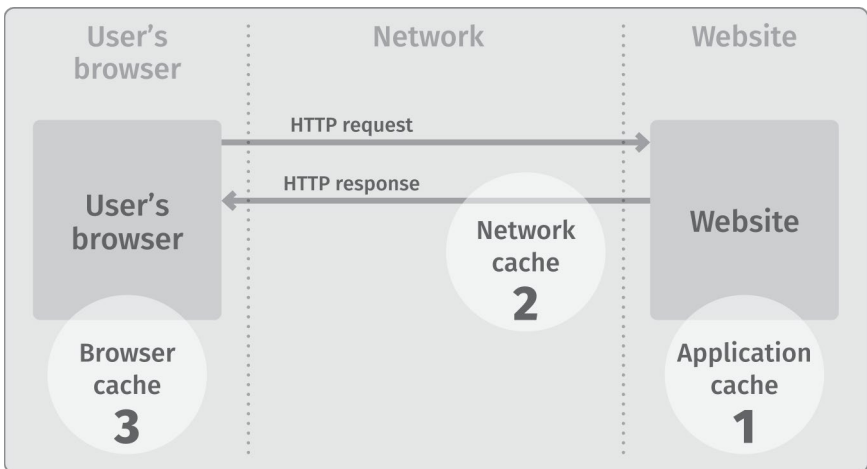 User's
browser
Network
Website
HTTP request
HTTP response
User's
browser
Network
cache
2
Website
Browser
cache
3
Application
cache
1